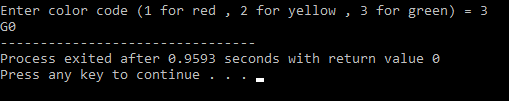 Enter color code (1 for red , 2 for yellow , 3 for green) = 3
G0
--------------------------------
Process exited after 0.9593 seconds with return value 0
Press any key to continue . . .